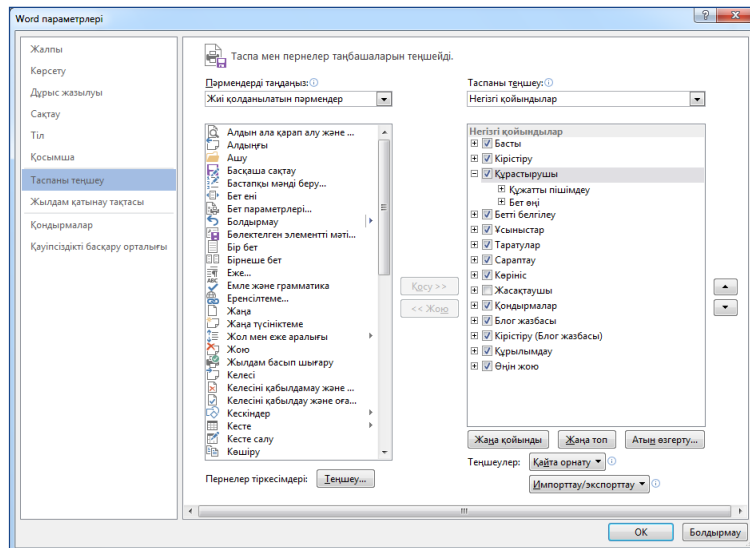 Word параметрлері
Жалпы
Көрсету
Дұрыс жазылуы
Сақтау
Тіл
Қосымша
Таспаны теңшеу
Жылдам қатынау тақтасы
Қондырмалар
Қауіпсіздікті басқару орталығы
Таспа мен пернелер таңбашаларын теңшейді.
Пәрмендерді таңдаңыз:
Жиі қолданылатын пәрмендер
Алдын ала қарап алу және ...
Алдыңғы
Ашу
Басқаша сақтау
Бастапқы мәнді беру...
Бет ені
Бет параметрлері...
Болдырмау
Бөлектелген элементті мәті...
Бір бет
Бірнеше бет
Еже...
Емле және грамматика
Еренсілтеме...
Жаңа
Жаңа түсініктеме
Жол мен еже аралығы
Жою
Жылдам басып шығару
Келесі
Келесіні қабылдамау және ...
Келесіні қабылдау және оға...
Кескіндер
Кесте
Кесте салу
Көшіру
Пернелер тіркесімдері: Теңшеу...
Қосу >>
<< Жою
Таспаны теңшеу:
Негізгі қойындылар
Негізгі қойындылар
Басты
Кірістіру
Құрастырушы
Құжатты пішімдеу
Бет өңі
Бетті белгілеу
Ұсыныстар
Таратулар
Сараптау
Көрініс
Жасақтаушы
Қондырмалар
Блог жазбасы
Кірістіру (Блог жазбасы)
Құрылымдау
Өңін жою
Жаңа қойынды Жаңа топ Атын өзгерту...
Теңшеулер: Қайта орнату
Импорттау/экспорттау
OK Болдырмау